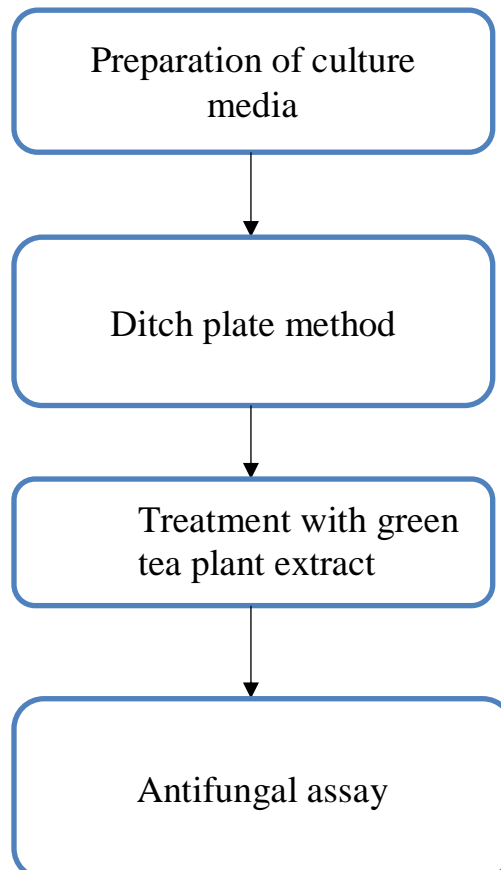 Preparation of culture
media
Ditch plate method
Treatment with green
tea plant extract
Antifungal assay